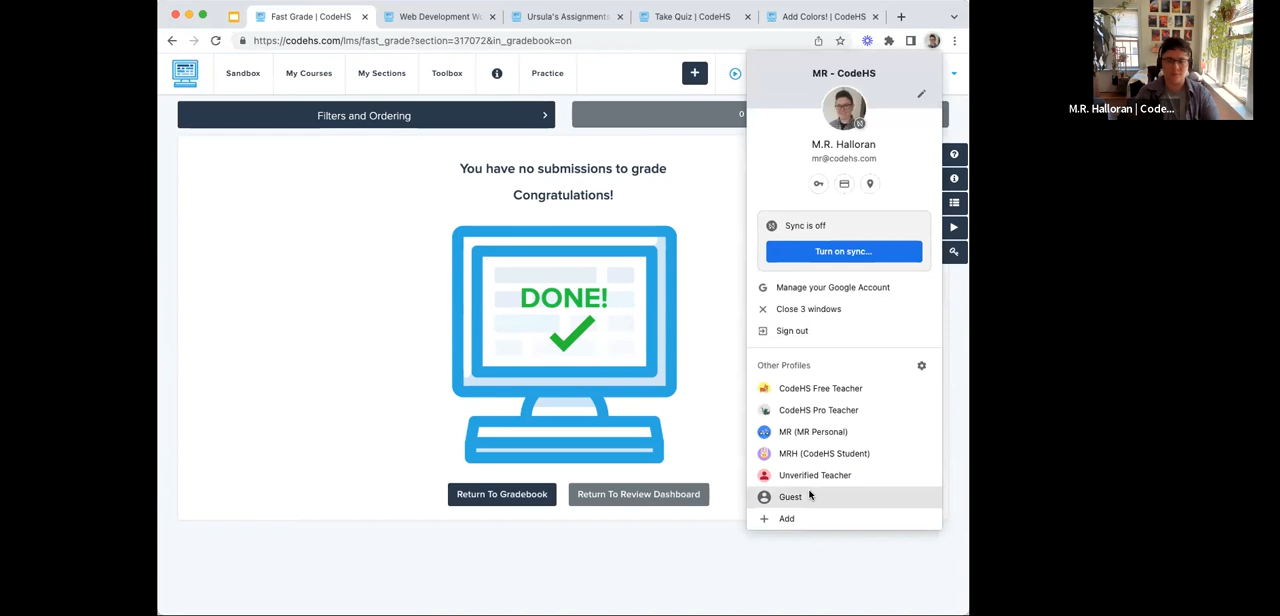 Fast Grade | CodeHS
Web Development W
Ursula's Assignments
Take Quiz | CodeHS
Add Colors! | CodeHS
https://codehs.com/lms/fast_grade?section=317072&in_gradebook=on
Sandbox
My Courses
My Sections
Toolbox
Practice
Filters and Ordering
0
You have no submissions to grade
Congratulations!
DONE!
Return To Gradebook
Return To Review Dashboard
MR - CodeHS
M.R. Halloran
mr@codehs.com
Sync is off
Turn on sync...
Manage your Google Account
Close 3 windows
Sign out
Other Profiles
CodeHS Free Teacher
CodeHS Pro Teacher
MR (MR Personal)
MRH (CodeHS Student)
Unverified Teacher
Guest
Add
M.R. Halloran | Code...